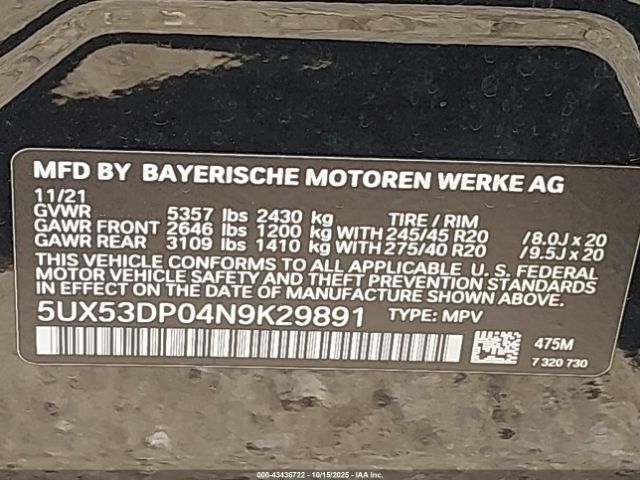 MFD BY BAYERISCHE MOTOREN WERKE AG
11/21
GVWR 5357 lbs 2430 kg TIRE / RIM
GAWR FRONT 2646 lbs 1200 kg WITH 245/45 R20 / 8.0J x 20
GAWR REAR 3109 lbs 1410 kg WITH 275/40 R20 / 9.5J x 20
THIS VEHICLE CONFORMS TO ALL APPLICABLE U.S. FEDERAL
MOTOR VEHICLE SAFETY AND THEFT PREVENTION STANDARDS
IN EFFECT ON THE DATE OF MANUFACTURE SHOWN ABOVE.
5UX53DP04N9K29891 TYPE: MPV
475M
7 320 730
000-43436722 - 10/15/2025 - IAA Inc.